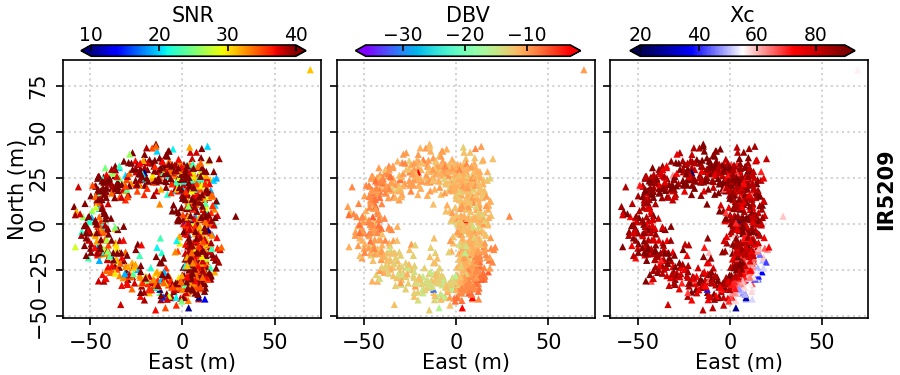 SNR DBV Xc
10 20 30 40 −30 −20 −10 20 40 60 80
75
50
25
0
−25
−50
North (m)
IR5209
−50 0 50 −50 0 50 −50 0 50
East (m) East (m) East (m)